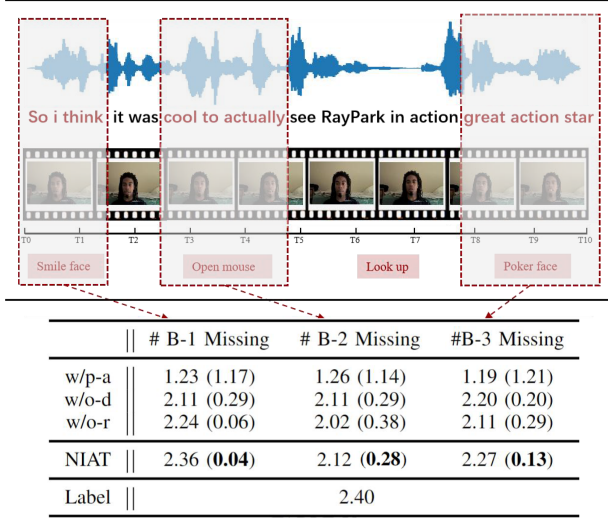 So i think it was cool to actually see RayPark in action great action star
T0 T1 T2 T3 T4 T5 T6 T7 T8 T9 T10
Smile face Open mouse Look up Poker face
# B-1 Missing # B-2 Missing #B-3 Missing
w/p-a 1.23 (1.17) 1.26 (1.14) 1.19 (1.21)
w/o-d 2.11 (0.29) 2.11 (0.29) 2.20 (0.20)
w/o-r 2.24 (0.06) 2.02 (0.38) 2.11 (0.29)
NIAT 2.36 (0.04) 2.12 (0.28) 2.27 (0.13)
Label 2.40